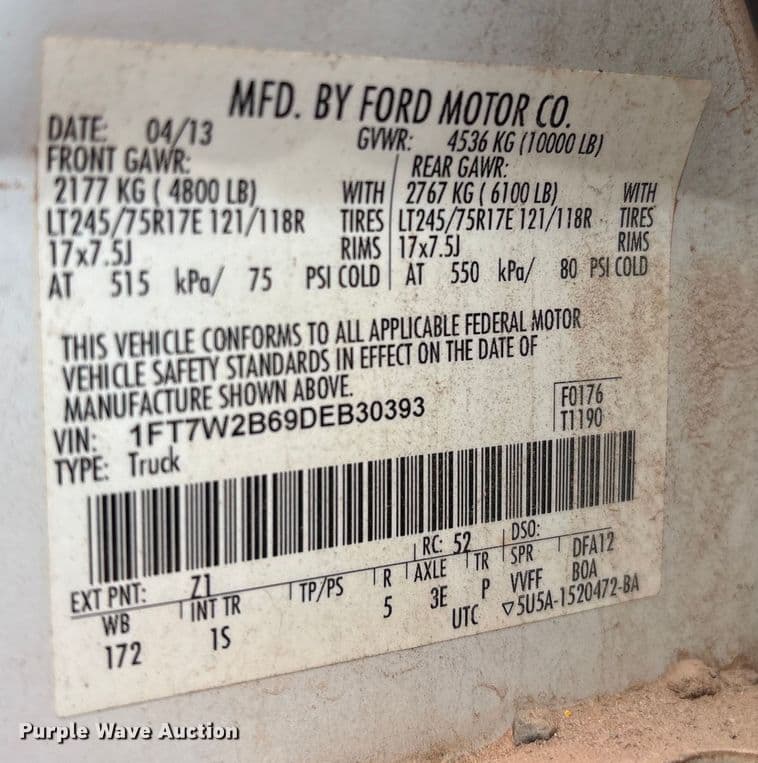 MFD. BY FORD MOTOR CO.
DATE: 04/13 GVWR: 4536 KG (10000 LB)
FRONT GAWR: REAR GAWR:
2177 KG ( 4800 LB) WITH 2767 KG ( 6100 LB) WITH
LT245/75R17E 121/118R TIRES LT245/75R17E 121/118R TIRES
17x7.5J RIMS 17x7.5J RIMS
AT 515 kPa/ 75 PSI COLD AT 550 kPa/ 80 PSI COLD
THIS VEHICLE CONFORMS TO ALL APPLICABLE FEDERAL MOTOR
VEHICLE SAFETY STANDARDS IN EFFECT ON THE DATE OF
MANUFACTURE SHOWN ABOVE.
VIN: 1FT7W2B69DEB30393 F0176
TYPE: Truck T1190
EXT PNT: Z1 RC: 52 DSO:
WB INT TR TP/PS R AXLE TR SPR DFA12
172 1S 5 3E P VVFF BOA
UTC ▽5U5A-1520472-BA
Purple Wave Auction